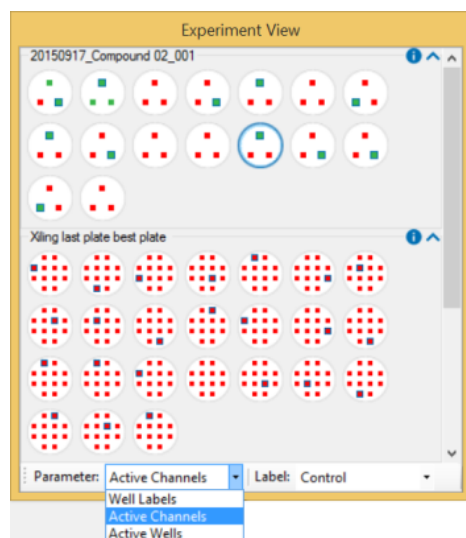 Experiment View
20150917_Compound 02_001
Xiling last plate best plate
Parameter: Active Channels Label: Control
Well Labels
Active Channels
Active Wells